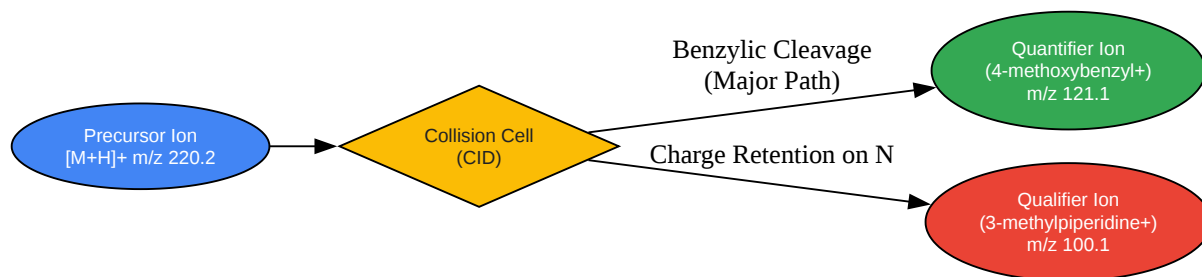 Precursor Ion
[M+H]+ m/z 220.2
Collision Cell
(CID)
Benzylic Cleavage
(Major Path)
Charge Retention on N
Quantifier Ion
(4-methoxybenzyl+)
m/z 121.1
Qualifier Ion
(3-methylpiperidine+)
m/z 100.1